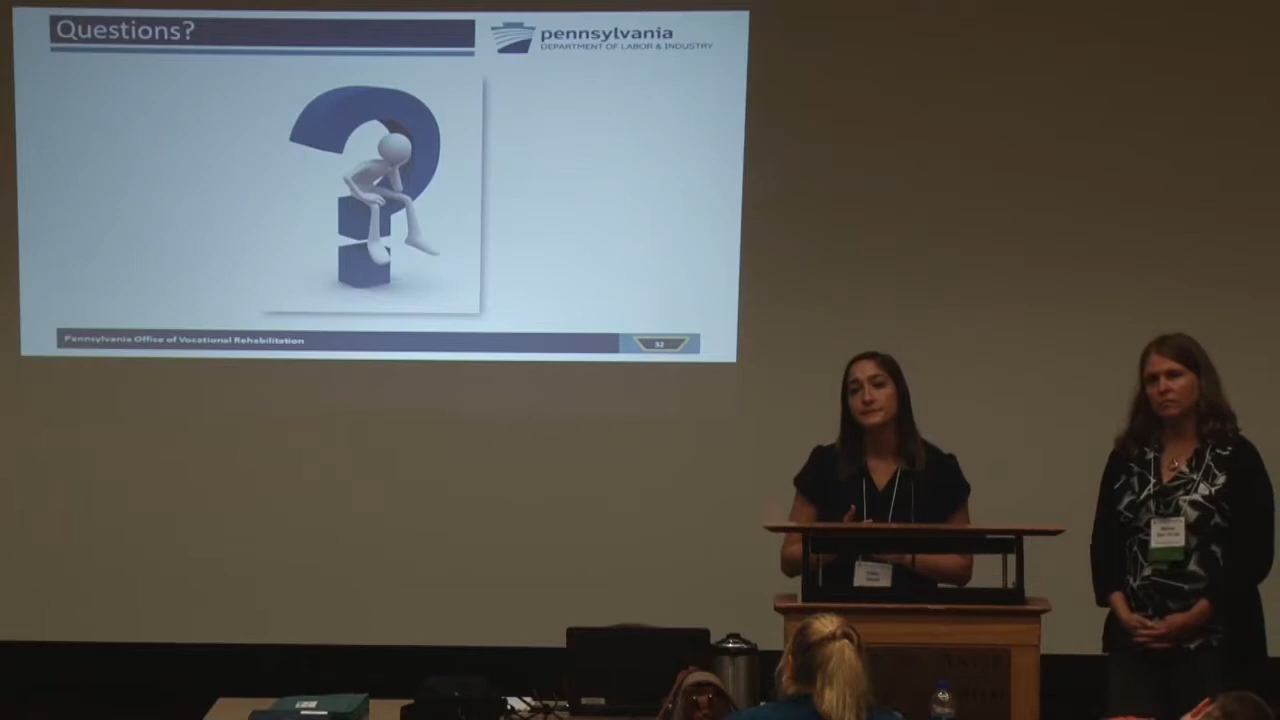 Questions?
pennsylvania
DEPARTMENT OF LABOR & INDUSTRY
Pennsylvania Office of Vocational Rehabilitation
32